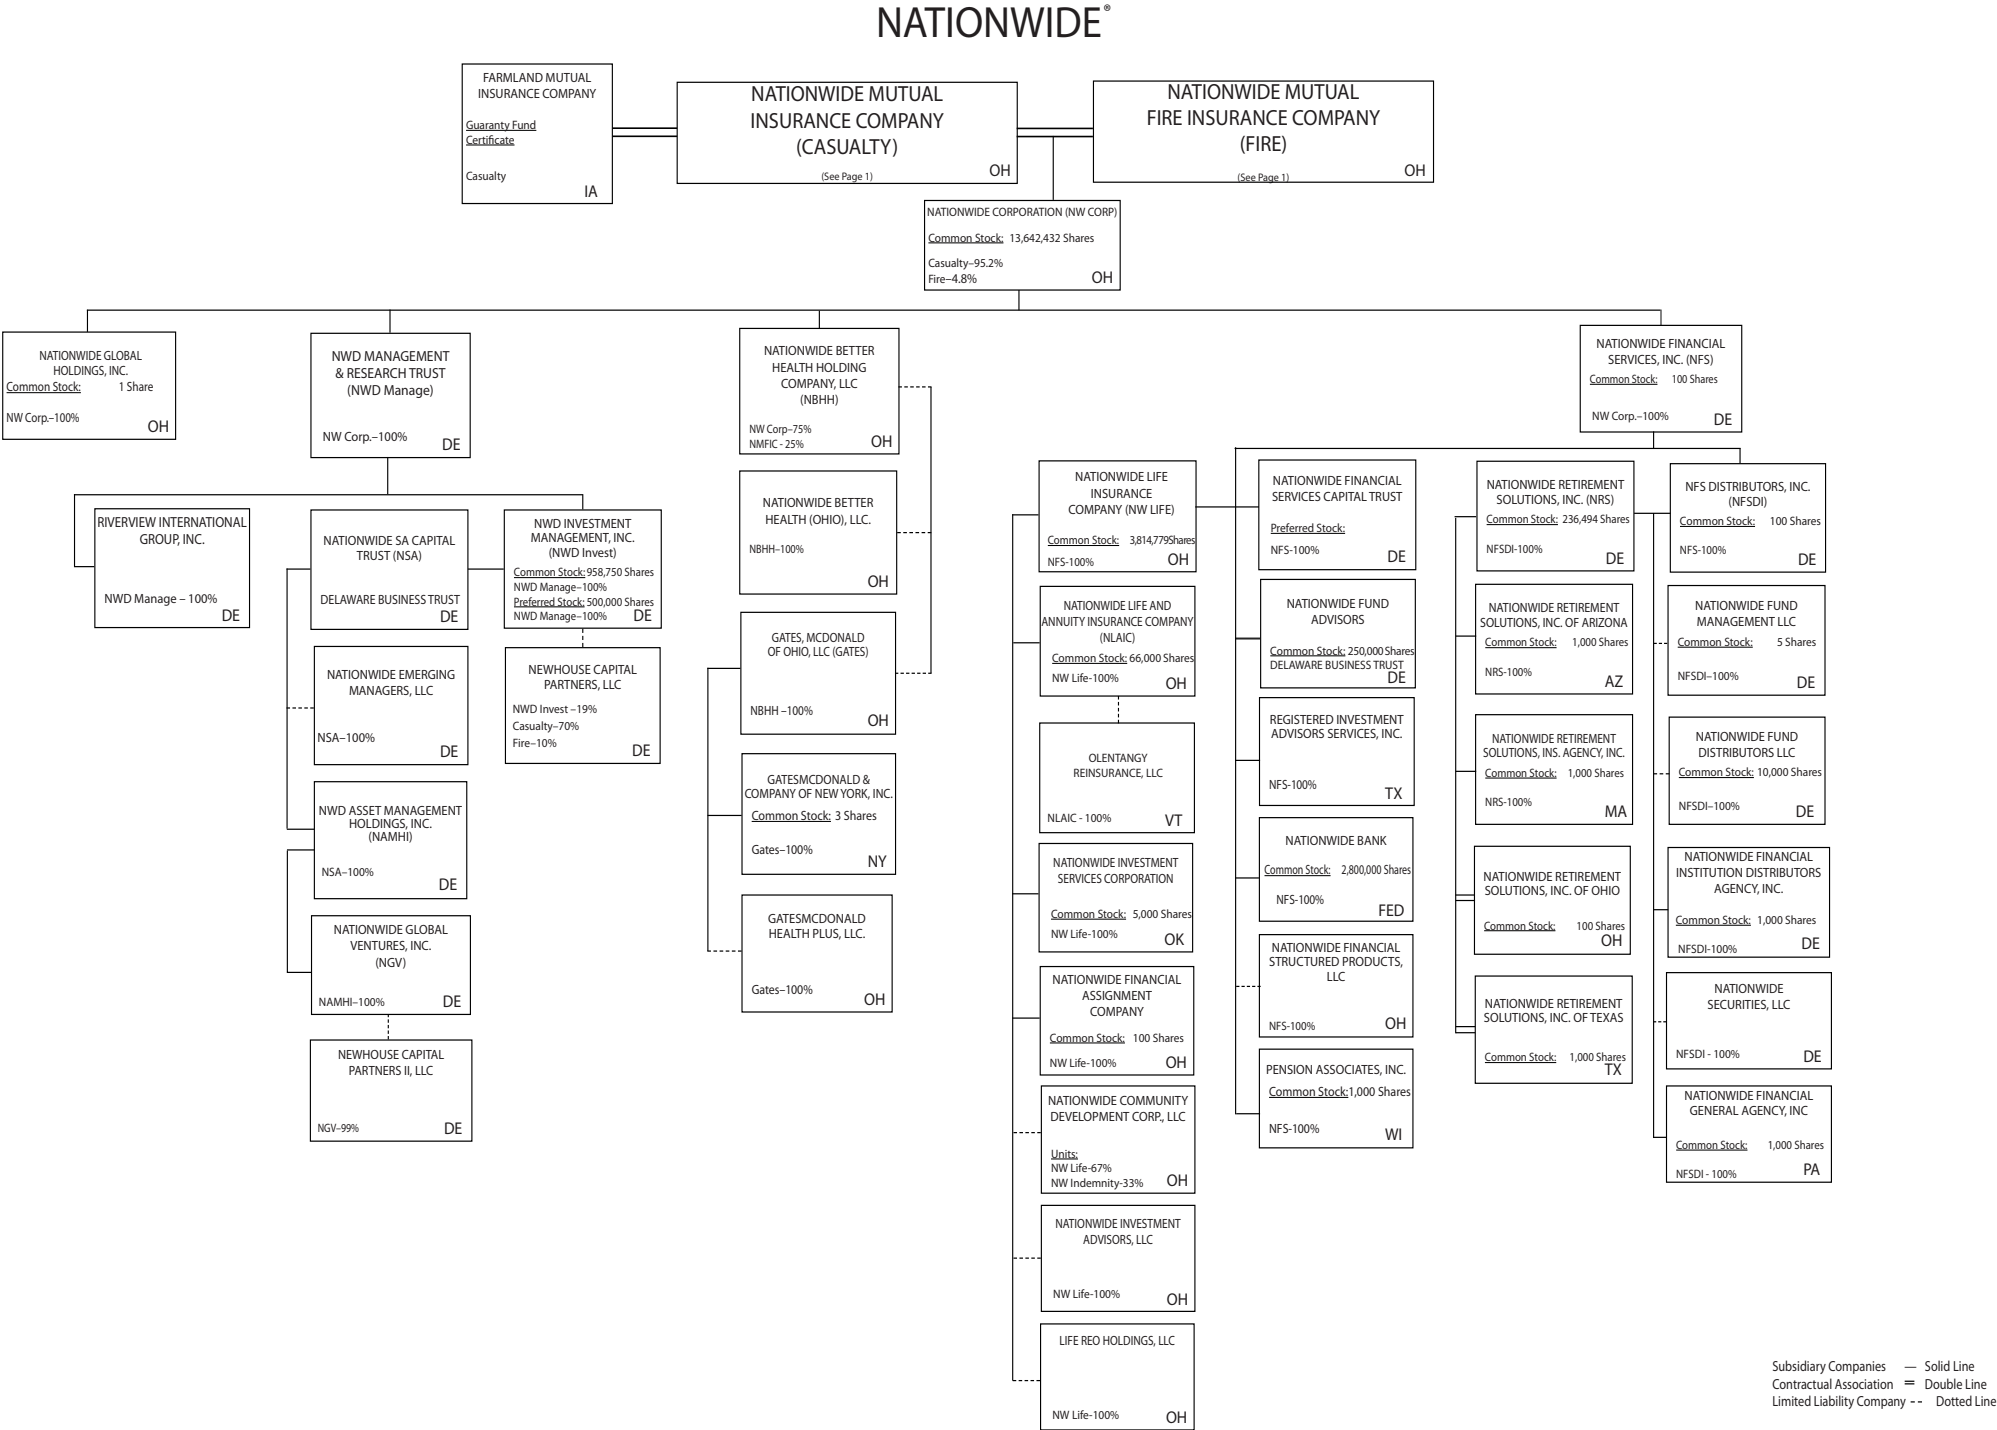 NATIONWIDE®
FARMLAND MUTUAL
INSURANCE COMPANY
Guaranty Fund
Certificate
Casualty
IA
NATIONWIDE MUTUAL
INSURANCE COMPANY
(CASUALTY)
(See Page 1)
OH
NATIONWIDE MUTUAL
FIRE INSURANCE COMPANY
(FIRE)
(See Page 1)
OH
NATIONWIDE CORPORATION (NW CORP)
Common Stock: 13,642,432 Shares
Casualty–95.2%
Fire–4.8%
OH
NATIONWIDE GLOBAL
HOLDINGS, INC.
Common Stock: 1 Share
NW Corp.–100%
OH
NWD MANAGEMENT
& RESEARCH TRUST
(NWD Manage)
NW Corp.–100%
DE
NATIONWIDE BETTER
HEALTH HOLDING
COMPANY, LLC
(NBHH)
NW Corp–75%
NMFIC - 25%
OH
NATIONWIDE FINANCIAL
SERVICES, INC. (NFS)
Common Stock: 100 Shares
NW Corp.–100%
DE
RIVERVIEW INTERNATIONAL
GROUP, INC.
NWD Manage – 100%
DE
NATIONWIDE SA CAPITAL
TRUST (NSA)
DELAWARE BUSINESS TRUST
DE
NWD INVESTMENT
MANAGEMENT, INC.
(NWD Invest)
Common Stock: 958,750 Shares
NWD Manage–100%
Preferred Stock: 500,000 Shares
NWD Manage–100%
DE
NATIONWIDE EMERGING
MANAGERS, LLC
NSA–100%
DE
NEWHOUSE CAPITAL
PARTNERS, LLC
NWD Invest –19%
Casualty–70%
Fire–10%
DE
NWD ASSET MANAGEMENT
HOLDINGS, INC.
(NAMHI)
NSA–100%
DE
NATIONWIDE GLOBAL
VENTURES, INC.
(NGV)
NAMHI–100%
DE
NEWHOUSE CAPITAL
PARTNERS II, LLC
NGV–99%
DE
NATIONWIDE BETTER
HEALTH (OHIO), LLC.
NBHH–100%
OH
GATES, MCDONALD
OF OHIO, LLC (GATES)
NBHH –100%
OH
GATESMCDONALD &
COMPANY OF NEW YORK, INC.
Common Stock: 3 Shares
Gates–100%
NY
GATESMCDONALD
HEALTH PLUS, LLC.
Gates–100%
OH
NATIONWIDE LIFE
INSURANCE
COMPANY (NW LIFE)
Common Stock: 3,814,779Shares
NFS-100%
OH
NATIONWIDE LIFE AND
ANNUITY INSURANCE COMPANY
(NLAIC)
Common Stock: 66,000 Shares
NW Life-100%
OH
OLENTANGY
REINSURANCE, LLC
NLAIC - 100%
VT
NATIONWIDE INVESTMENT
SERVICES CORPORATION
Common Stock: 5,000 Shares
NW Life-100%
OK
NATIONWIDE FINANCIAL
ASSIGNMENT
COMPANY
Common Stock: 100 Shares
NW Life-100%
OH
NATIONWIDE COMMUNITY
DEVELOPMENT CORP., LLC
Units:
NW Life-67%
NW Indemnity-33%
OH
NATIONWIDE INVESTMENT
ADVISORS, LLC
NW Life-100%
OH
LIFE REO HOLDINGS, LLC
NW Life-100%
OH
NATIONWIDE FINANCIAL
SERVICES CAPITAL TRUST
Preferred Stock:
NFS-100%
DE
NATIONWIDE FUND
ADVISORS
Common Stock: 250,000 Shares
DELAWARE BUSINESS TRUST
DE
REGISTERED INVESTMENT
ADVISORS SERVICES, INC.
NFS-100%
TX
NATIONWIDE BANK
Common Stock: 2,800,000 Shares
NFS-100%
FED
NATIONWIDE FINANCIAL
STRUCTURED PRODUCTS,
LLC
NFS-100%
OH
PENSION ASSOCIATES, INC.
Common Stock:1,000 Shares
NFS-100%
WI
NATIONWIDE RETIREMENT
SOLUTIONS, INC. (NRS)
Common Stock: 236,494 Shares
NFSDI-100%
DE
NATIONWIDE RETIREMENT
SOLUTIONS, INC. OF ARIZONA
Common Stock: 1,000 Shares
NRS-100%
AZ
NATIONWIDE RETIREMENT
SOLUTIONS, INS. AGENCY, INC.
Common Stock: 1,000 Shares
NRS-100%
MA
NATIONWIDE RETIREMENT
SOLUTIONS, INC. OF OHIO
Common Stock: 100 Shares
OH
NATIONWIDE RETIREMENT
SOLUTIONS, INC. OF TEXAS
Common Stock: 1,000 Shares
TX
NFS DISTRIBUTORS, INC.
(NFSDI)
Common Stock: 100 Shares
NFS-100%
DE
NATIONWIDE FUND
MANAGEMENT LLC
Common Stock: 5 Shares
NFSDI–100%
DE
NATIONWIDE FUND
DISTRIBUTORS LLC
Common Stock: 10,000 Shares
NFSDI–100%
DE
NATIONWIDE FINANCIAL
INSTITUTION DISTRIBUTORS
AGENCY, INC.
Common Stock: 1,000 Shares
NFSDI-100%
DE
NATIONWIDE
SECURITIES, LLC
NFSDI - 100%
DE
NATIONWIDE FINANCIAL
GENERAL AGENCY, INC
Common Stock: 1,000 Shares
NFSDI - 100%
PA
Subsidiary Companies — Solid Line
Contractual Association = Double Line
Limited Liability Company -- Dotted Line